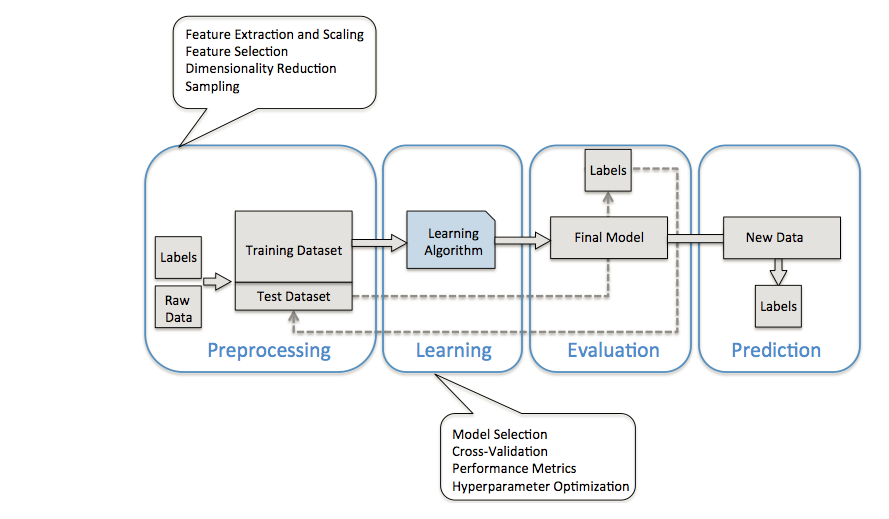 Feature Extraction and Scaling
Feature Selection
Dimensionality Reduction
Sampling
Labels
Raw
Data
Training Dataset
Test Dataset
Preprocessing
Learning
Algorithm
Learning
Labels
Final Model
Evaluation
New Data
Labels
Prediction
Model Selection
Cross-Validation
Performance Metrics
Hyperparameter Optimization